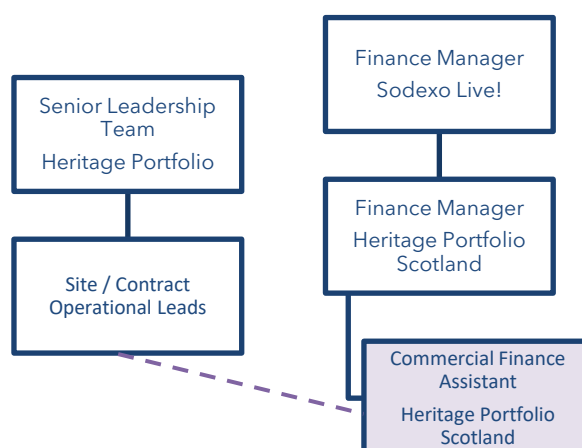 Senior Leadership
Team
Heritage Portfolio
Site / Contract
Operational Leads
Finance Manager
Sodexo Live!
Finance Manager
Heritage Portfolio
Scotland
Commercial Finance
Assistant
Heritage Portfolio
Scotland